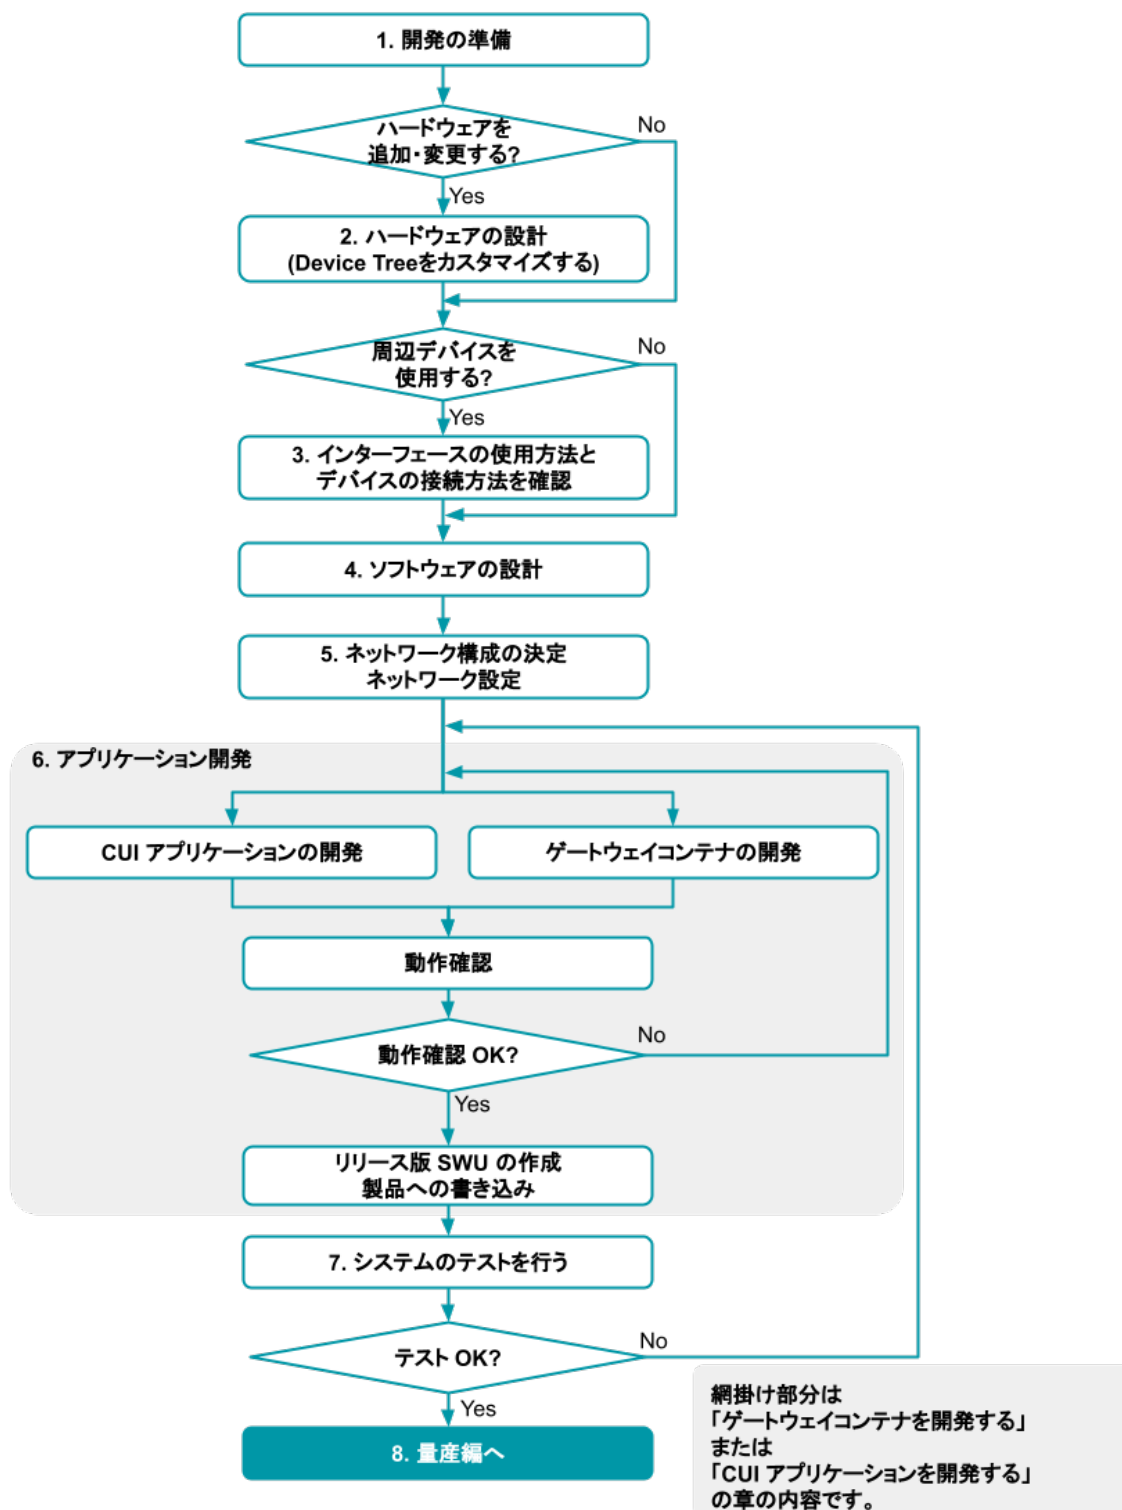 1. 開発の準備
ハードウェアを
追加・変更する?
No
Yes
2. ハードウェアの設計
(Device Treeをカスタマイズする)
周辺デバイスを
使用する?
No
Yes
3. インターフェースの使用方法と
デバイスの接続方法を確認
4. ソフトウェアの設計
5. ネットワーク構成の決定
ネットワーク設定
6. アプリケーション開発
CUI アプリケーションの開発
ゲートウェイコンテナの開発
動作確認
動作確認 OK?
No
Yes
リリース版 SWU の作成
製品への書き込み
7. システムのテストを行う
テスト OK?
No
Yes
8. 量産編へ
網掛け部分は
「ゲートウェイコンテナを開発する」
または
「CUI アプリケーションを開発する」
の章の内容です。